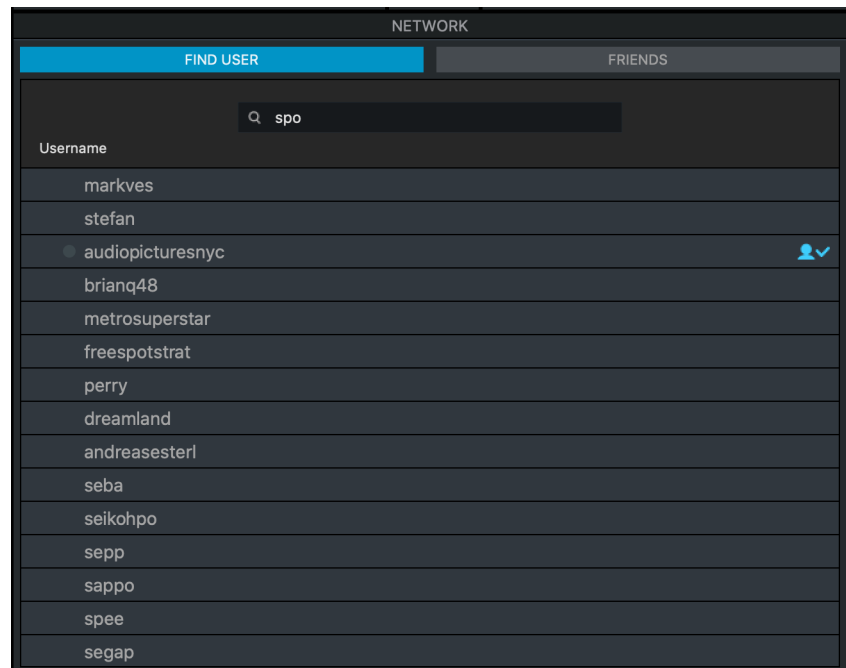 NETWORK
FIND USER FRIENDS
spo
Username
markves
stefan
audiopicturesnyc
brianq48
metrosuperstar
freespotstrat
perry
dreamland
andreasesterl
seba
seikohpo
sepp
sappo
spee
segap